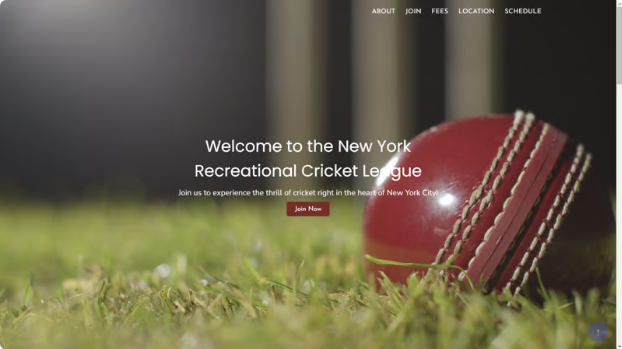 ABOUT JOIN FEES LOCATION SCHEDULE
Welcome to the New York
Recreational Cricket League
Join us to experience the thrill of cricket right in the heart of New York City!
Join Now